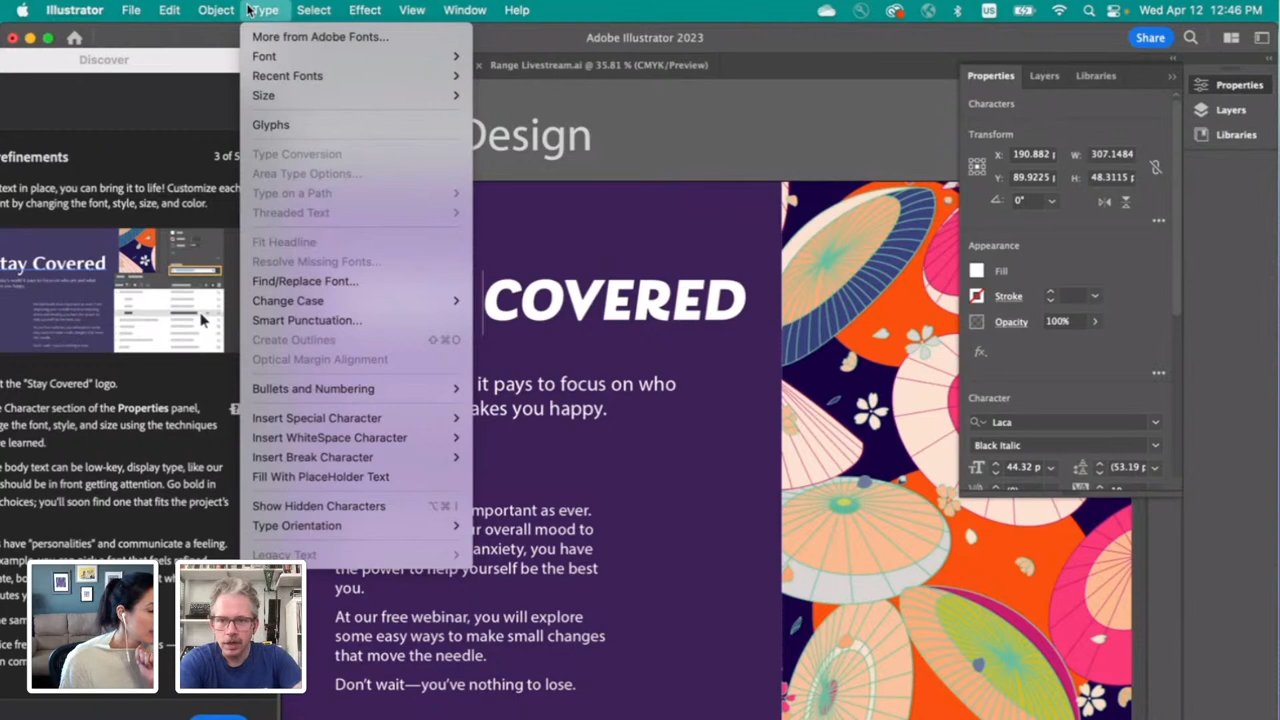 Illustrator File Edit Object Type Select Effect View Window Help
Wed Apr 12 12:46 PM
US
Discover
Adobe Illustrator 2023
Share
Range Livestream.ai @ 35.81 % (CMYK/Preview)
More from Adobe Fonts...
Font
Recent Fonts
Size
Glyphs
Type Conversion
Area Type Options...
Type on a Path
Threaded Text
Fit Headline
Resolve Missing Fonts...
Find/Replace Font...
Change Case
Smart Punctuation...
Create Outlines ⇧⌘O
Optical Margin Alignment
Bullets and Numbering
Insert Special Character
Insert WhiteSpace Character
Insert Break Character
Fill With PlaceHolder Text
Show Hidden Characters ⌥⌘I
Type Orientation
Legacy Text
efinements
3 of 5
text in place, you can bring it to life! Customize each
nt by changing the font, style, size, and color.
tay Covered
t the "Stay Covered" logo.
e Character section of the Properties panel,
ge the font, style, and size using the techniques
e learned.
e body text can be low-key, display type, like our
should be in front getting attention. Go bold in
choices; you'll soon find one that fits the project's
s have "personalities" and communicate a feeling.
Design
COVERED
it pays to focus on who
akes you happy.
mportant as ever.
ur overall mood to
anxiety, you have
the power to help yourself be the best
you.
At our free webinar, you will explore
some easy ways to make small changes
that move the needle.
Don't wait—you've nothing to lose.
Properties Layers Libraries
Characters
Transform
X: 190.882 p W: 307.1484
Y: 89.9225 p H: 48.3115 p
0°
Appearance
Fill
Stroke
Opacity 100%
fx.
Character
Laca
Black Italic
44.32 p (53.19 p
Properties
Layers
Libraries